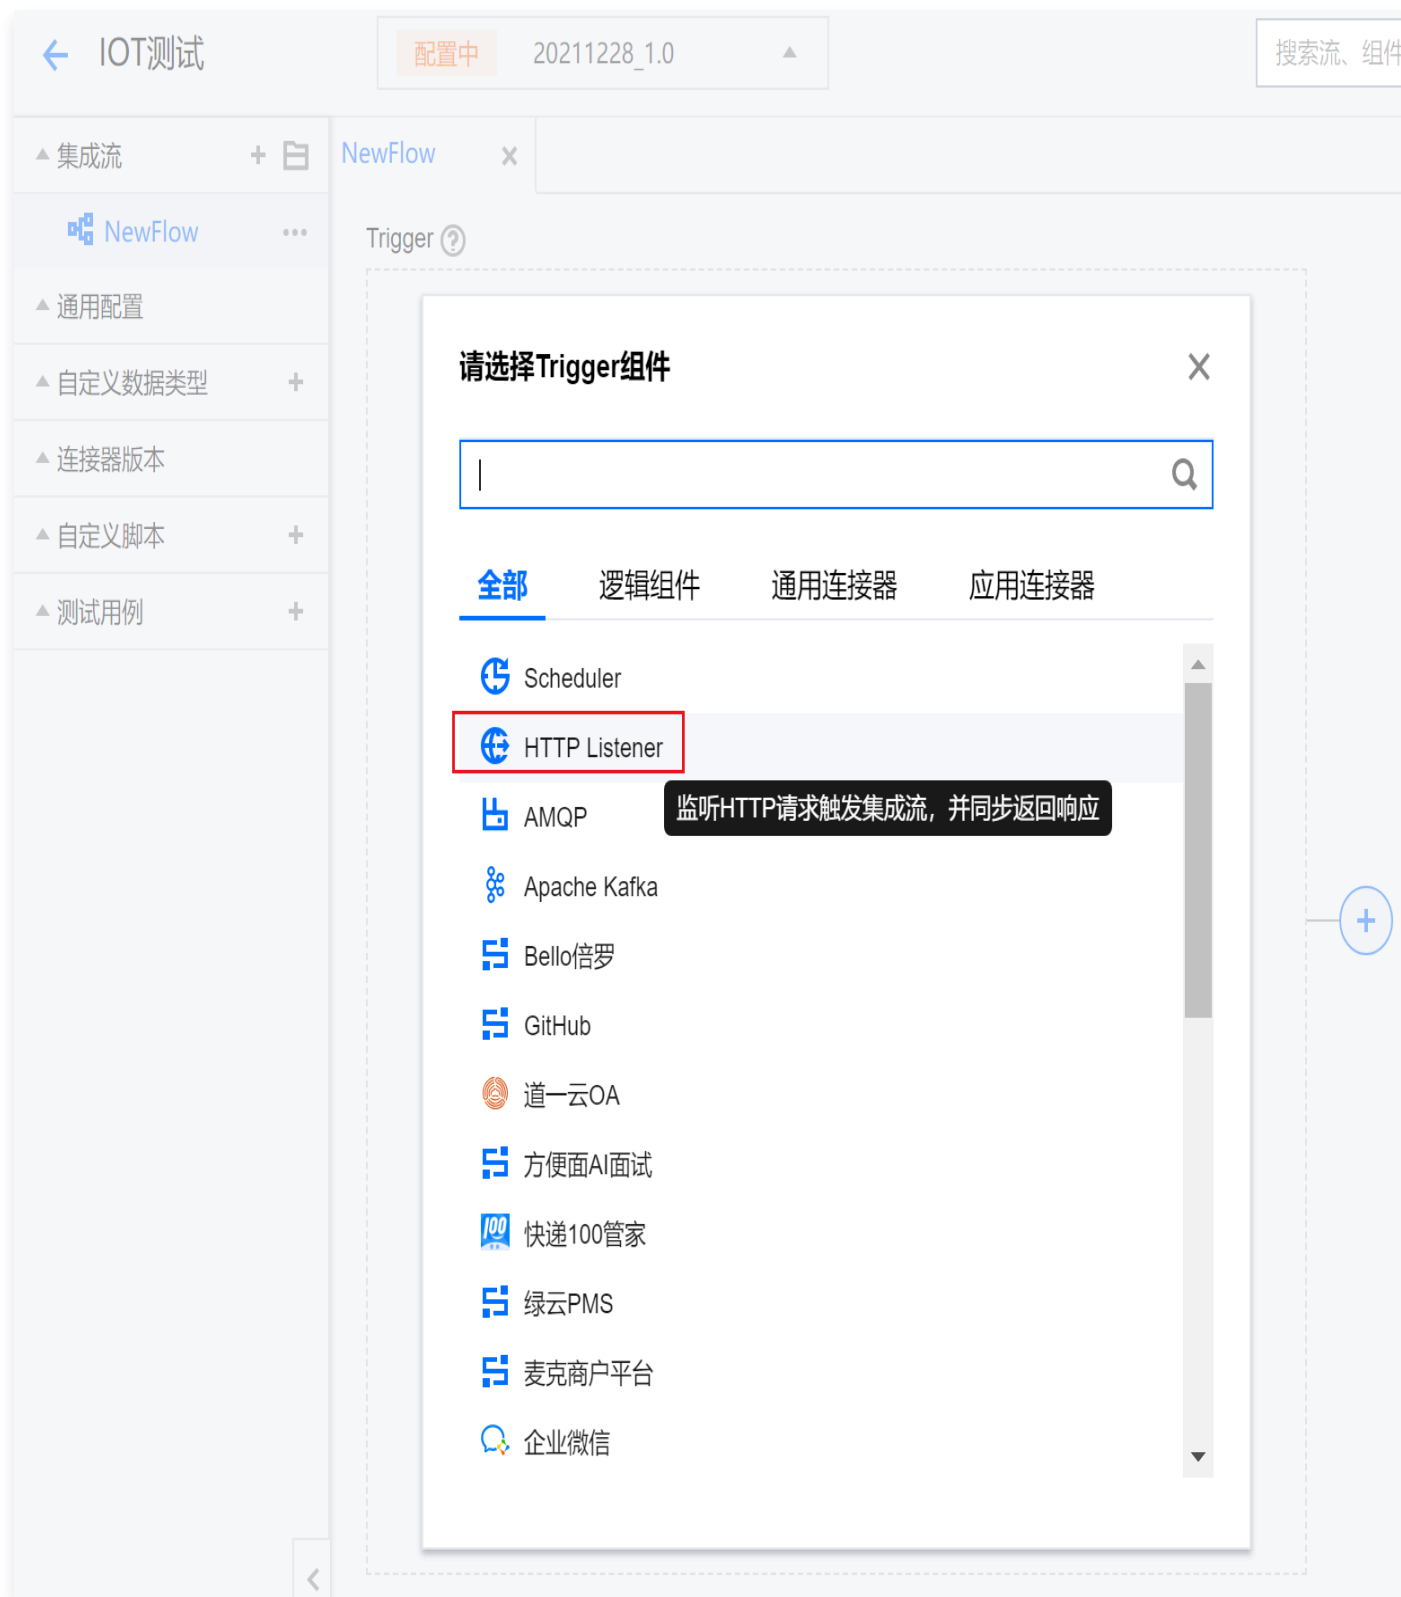 IOT测试
配置中 20211228_1.0
搜索流、组件
集成流
NewFlow
NewFlow
Trigger
通用配置
自定义数据类型
连接器版本
自定义脚本
测试用例
请选择Trigger组件
全部 逻辑组件 通用连接器 应用连接器
Scheduler
HTTP Listener
监听HTTP请求触发集成流，并同步返回响应
AMQP
Apache Kafka
Bello倍罗
GitHub
道一云OA
方便面AI面试
快递100管家
绿云PMS
麦克商户平台
企业微信